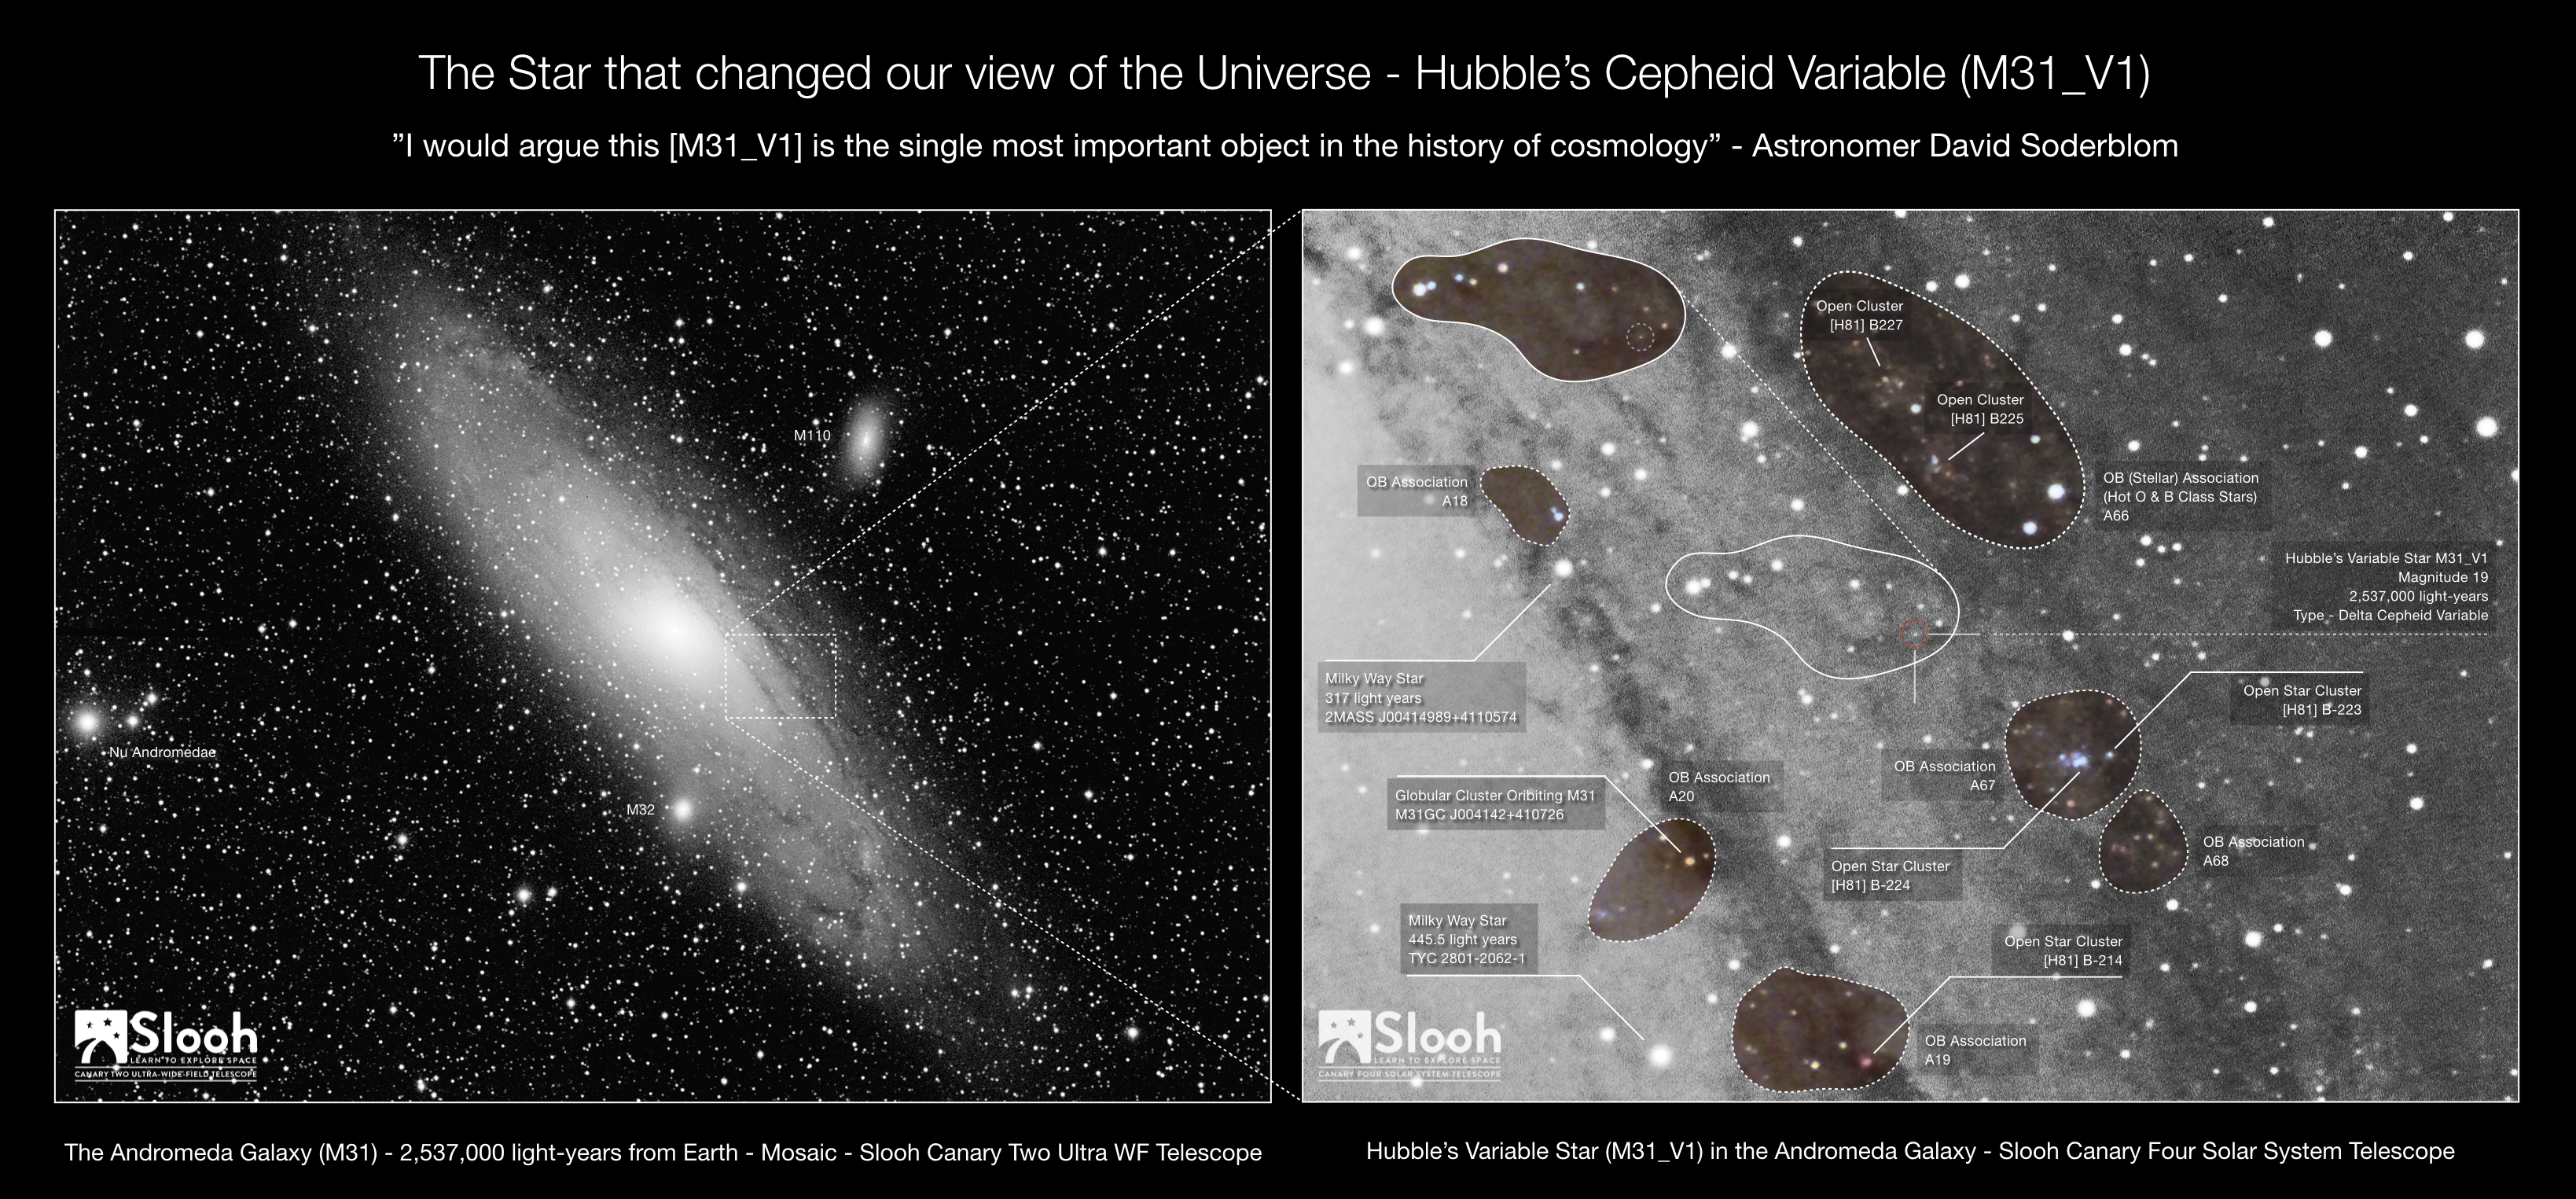 The Star that changed our view of the Universe - Hubble’s Cepheid Variable (M31_V1)
”I would argue this [M31_V1] is the single most important object in the history of cosmology” - Astronomer David Soderblom
M110
Nu Andromedae
M32
Slooh
LEARN TO EXPLORE SPACE
CANARY TWO ULTRA-WIDE-FIELD TELESCOPE
Open Cluster
[H81] B227
Open Cluster
[H81] B225
OB Association
A18
OB (Stellar) Association
(Hot O & B Class Stars)
A66
Hubble’s Variable Star M31_V1
Magnitude 19
2,537,000 light-years
Type - Delta Cepheid Variable
Milky Way Star
317 light years
2MASS J00414989+4110574
Open Star Cluster
[H81] B-223
OB Association
A67
OB Association
A20
Globular Cluster Oribiting M31
M31GC J004142+410726
OB Association
A68
Open Star Cluster
[H81] B-224
Milky Way Star
445.5 light years
TYC 2801-2062-1
Open Star Cluster
[H81] B-214
OB Association
A19
Slooh
LEARN TO EXPLORE SPACE
CANARY FOUR SOLAR SYSTEM TELESCOPE
The Andromeda Galaxy (M31) - 2,537,000 light-years from Earth - Mosaic - Slooh Canary Two Ultra WF Telescope
Hubble’s Variable Star (M31_V1) in the Andromeda Galaxy - Slooh Canary Four Solar System Telescope